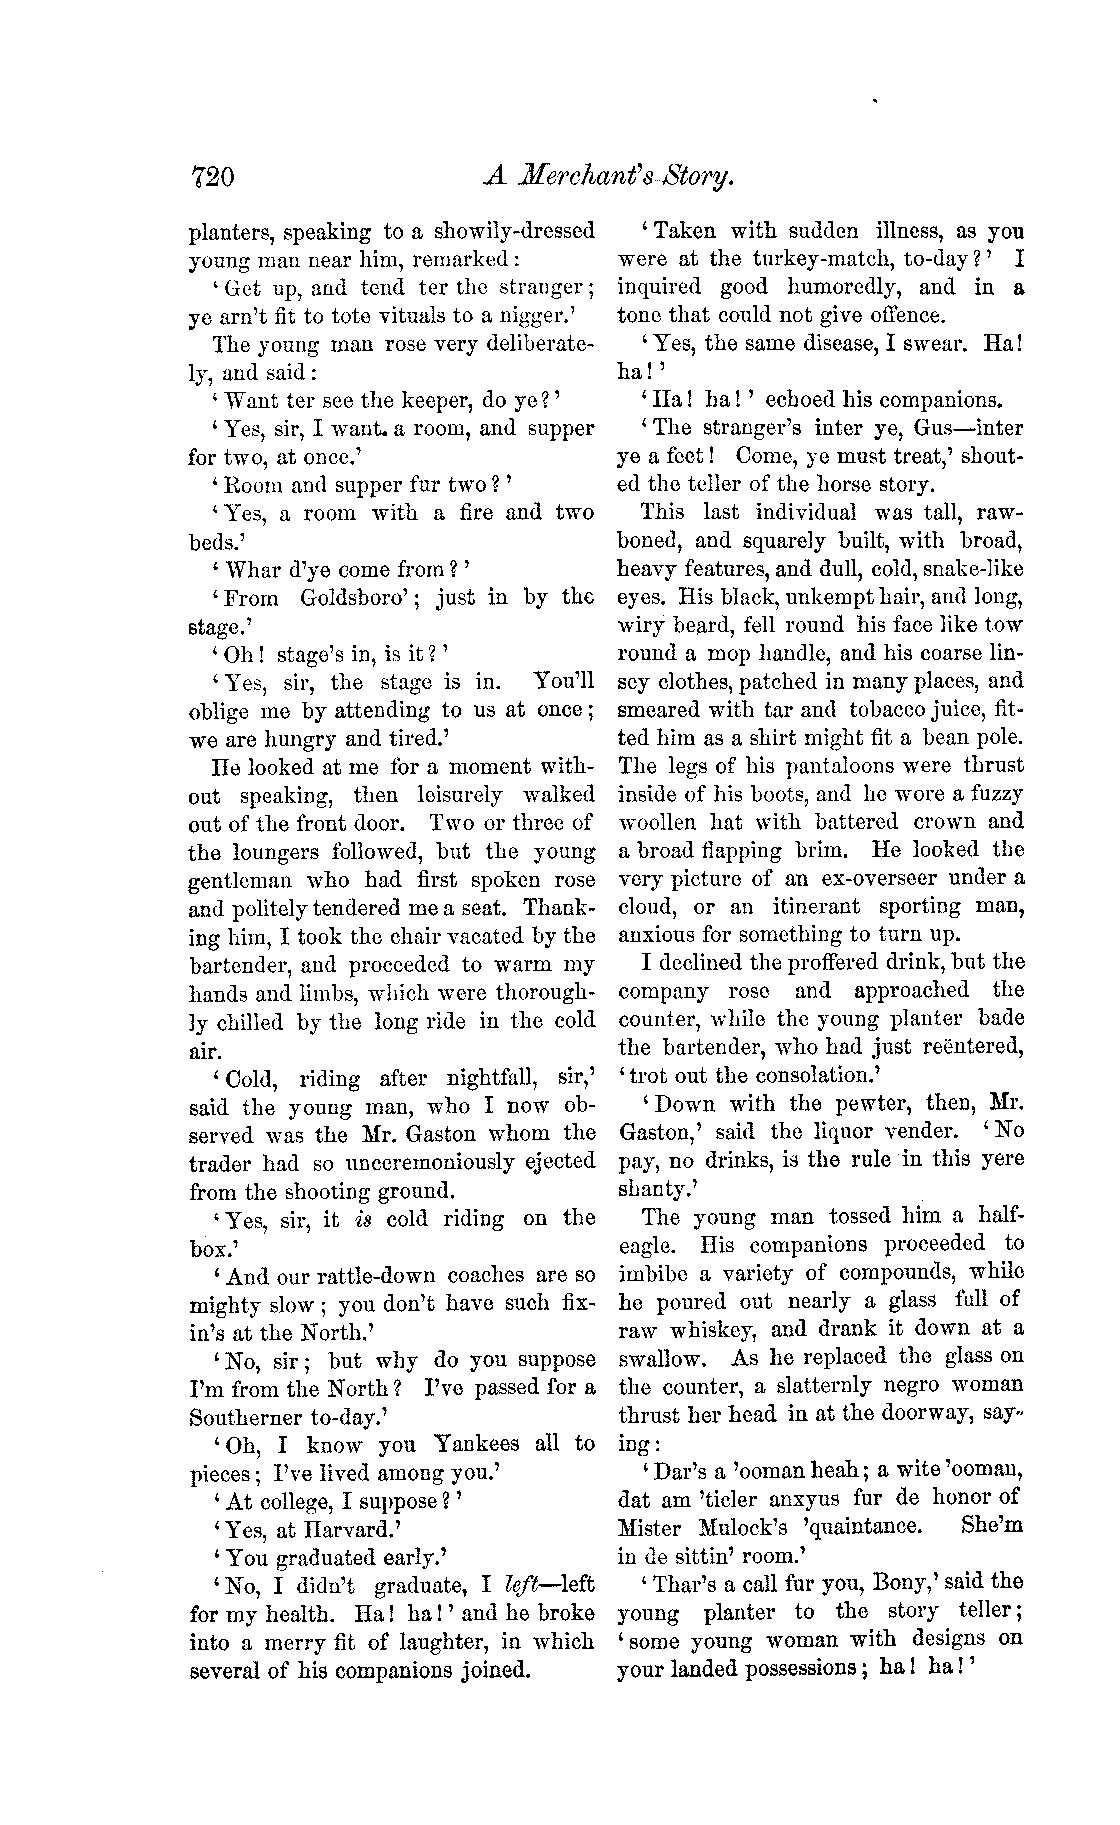 720
A Merchant's Story.
planters, speaking to a showily-dressed
young man near him, remarked:
'Get up, and tend ter the stranger;
ye arn't fit to tote vituals to a nigger.'
The young man rose very deliberate-
ly, and said:
'Want ter see the keeper, do ye?'
'Yes, sir, I want a room, and supper
for two, at once.'
'Room and supper fur two?'
'Yes, a room with a fire and two
beds.'
'Whar d'ye come from?'
'From Goldsboro'; just in by the
stage.'
'Oh! stage's in, is it?'
'Yes, sir, the stage is in. You'll
oblige me by attending to us at once;
we are hungry and tired.'
He looked at me for a moment with-
out speaking, then leisurely walked
out of the front door. Two or three of
the loungers followed, but the young
gentleman who had first spoken rose
and politely tendered me a seat. Thank-
ing him, I took the chair vacated by the
bartender, and proceeded to warm my
hands and limbs, which were thorough-
ly chilled by the long ride in the cold
air.
'Cold, riding after nightfall, sir,'
said the young man, who I now ob-
served was the Mr. Gaston whom the
trader had so unceremoniously ejected
from the shooting ground.
'Yes, sir, it is cold riding on the
box.'
'And our rattle-down coaches are so
mighty slow; you don't have such fix-
in's at the North.'
'No, sir; but why do you suppose
I'm from the North? I've passed for a
Southerner to-day.'
'Oh, I know you Yankees all to
pieces; I've lived among you.'
'At college, I suppose?'
'Yes, at Harvard.'
'You graduated early.'
'No, I didn't graduate, I left—left
for my health. Ha! ha!' and he broke
into a merry fit of laughter, in which
several of his companions joined.
'Taken with sudden illness, as you
were at the turkey-match, to-day?' I
inquired good humoredly, and in a
tone that could not give offence.
'Yes, the same disease, I swear. Ha!
ha!'
'Ha! ha!' echoed his companions.
'The stranger's inter ye, Gus—inter
ye a feet! Come, ye must treat,' shout-
ed the teller of the horse story.
This last individual was tall, raw-
boned, and squarely built, with broad,
heavy features, and dull, cold, snake-like
eyes. His black, unkempt hair, and long,
wiry beard, fell round his face like tow
round a mop handle, and his coarse lin-
sey clothes, patched in many places, and
smeared with tar and tobacco juice, fit-
ted him as a shirt might fit a bean pole.
The legs of his pantaloons were thrust
inside of his boots, and he wore a fuzzy
woollen hat with battered crown and
a broad flapping brim. He looked the
very picture of an ex-overseer under a
cloud, or an itinerant sporting man,
anxious for something to turn up.
I declined the proffered drink, but the
company rose and approached the
counter, while the young planter bade
the bartender, who had just reëntered,
'trot out the consolation.'
'Down with the pewter, then, Mr.
Gaston,' said the liquor vender. 'No
pay, no drinks, is the rule in this yere
shanty.'
The young man tossed him a half-
eagle. His companions proceeded to
imbibe a variety of compounds, while
he poured out nearly a glass full of
raw whiskey, and drank it down at a
swallow. As he replaced the glass on
the counter, a slatternly negro woman
thrust her head in at the doorway, say-
ing:
'Dar's a 'ooman heah; a wite 'ooman,
dat am 'ticler anxyus fur de honor of
Mister Mulock's 'quaintance. She'm
in de sittin' room.'
'Thar's a call fur you, Bony,' said the
young planter to the story teller;
'some young woman with designs on
your landed possessions; ha! ha!'